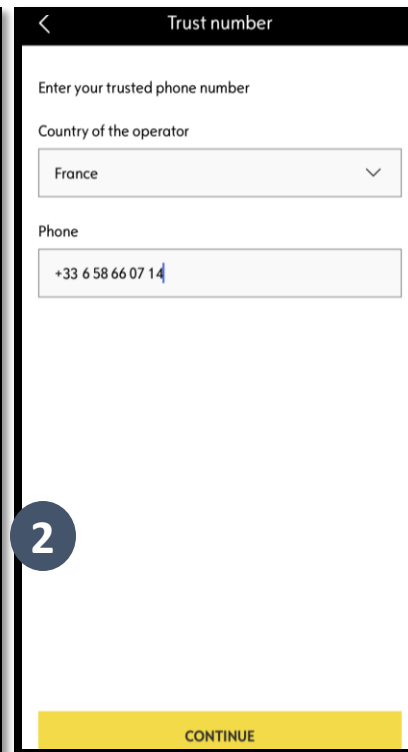 Trust number
Enter your trusted phone number
Country of the operator
France
Phone
+33 6 58 66 07 14
2
CONTINUE